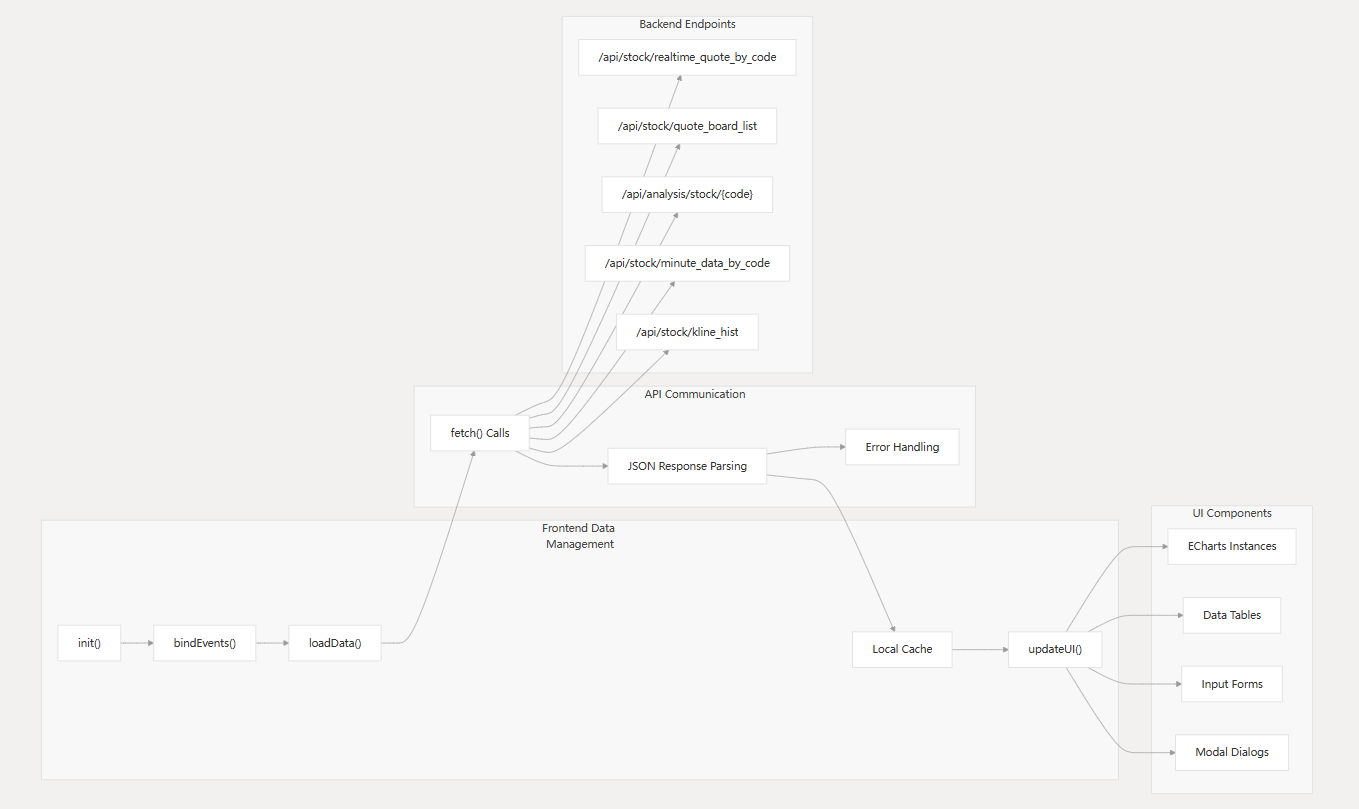 Backend Endpoints
/api/stock/realtime_quote_by_code
/api/stock/quote_board_list
/api/analysis/stock/{code}
/api/stock/minute_data_by_code
/api/stock/kline_hist
API Communication
fetch() Calls
JSON Response Parsing
Error Handling
Frontend Data
Management
init()
bindEvents()
loadData()
Local Cache
updateUI()
UI Components
ECharts Instances
Data Tables
Input Forms
Modal Dialogs